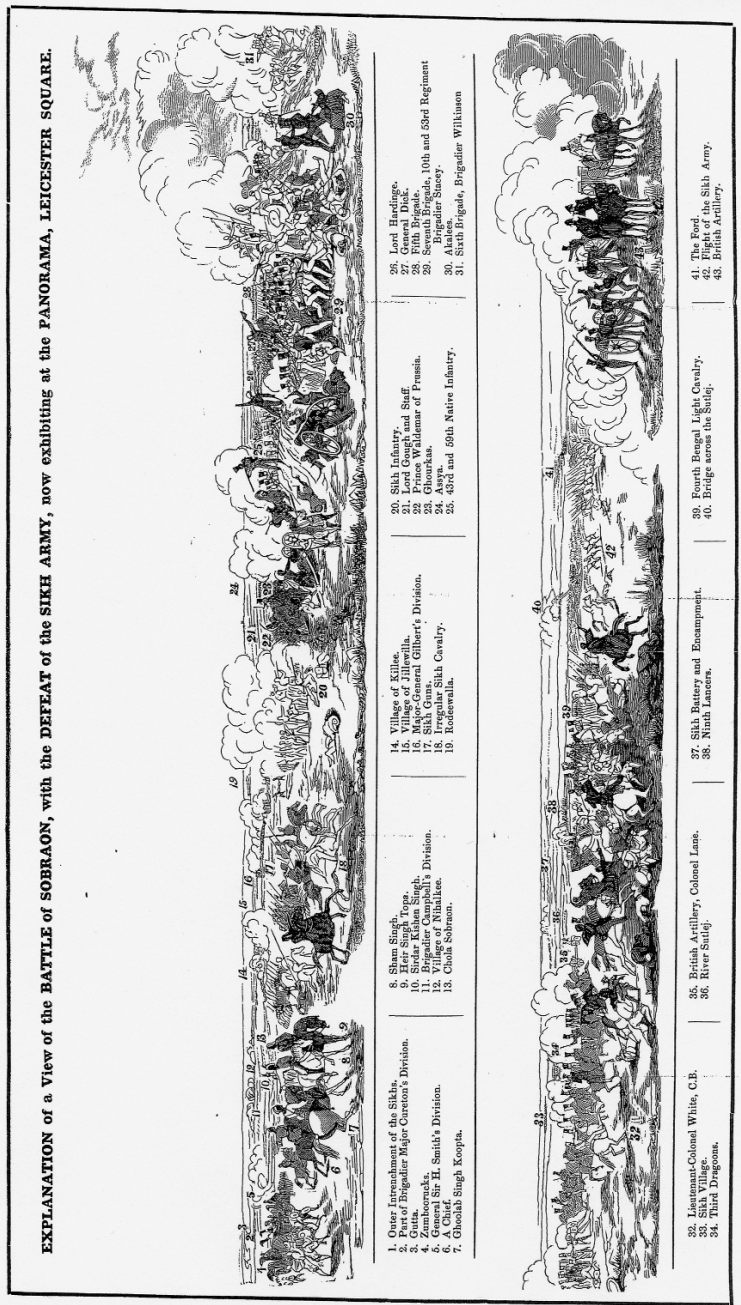 EXPLANATION of a View of the BATTLE of SOBRAON, with the DEFEAT of the SIKH ARMY, now exhibiting at the PANORAMA, LEICESTER SQUARE.
1. Outer Intrenchment of the Sikhs.
2. Part of Brigadier Major Cureton's Division.
3. Gutta.
4. Zumboorucks.
5. General Sir H. Smith's Division.
6. A Chief.
7. Ghoolab Singh Koopta.
8. Sham Singh.
9. Heir Singh Topa.
10. Sirdar Kishen Singh.
11. Brigadier Campbell's Division.
12. Village of Nihalkee.
13. Chola Sobraon.
14. Village of Killee.
15. Village of Jillewilla.
16. Major-General Gilbert's Division.
17. Sikh Guns.
18. Irregular Sikh Cavalry.
19. Rodeewalla.
20. Sikh Infantry.
21. Lord Gough and Staff.
22 Prince Waldemar of Prussia.
23. Ghourkas.
24. Assya.
25. 43rd and 59th Native Infantry.
26. Lord Hardinge.
27. General Dick.
28. Fifth Brigade.
29. Seventh Brigade, 10th and 53rd Regiment
Brigadier Stacey.
30. Akalees.
31. Sixth Brigade, Brigadier Wilkinson
32. Lieutenant-Colonel White, C.B.
33. Sikh Village.
34. Third Dragoons.
35. British Artillery, Colonel Lane.
36. River Sutlej.
37. Sikh Battery and Encampment.
38. Ninth Lancers.
39. Fourth Bengal Light Cavalry.
40. Bridge across the Sutlej.
41. The Ford.
42. Flight of the Sikh Army.
43. British Artillery.